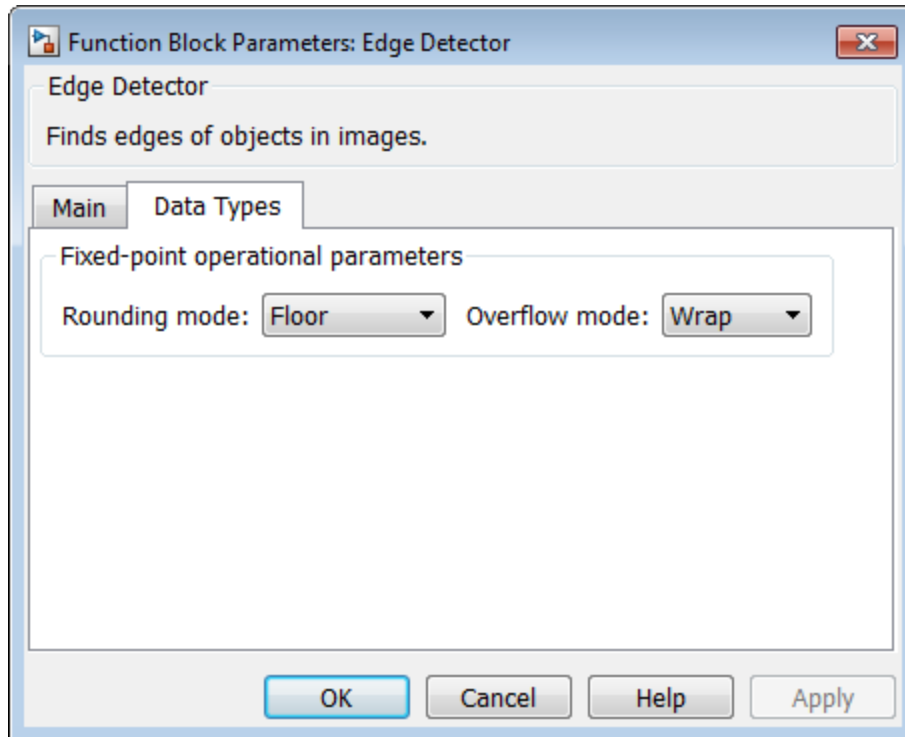 Function Block Parameters: Edge Detector
Edge Detector
Finds edges of objects in images.
Main Data Types
Fixed-point operational parameters
Rounding mode: Floor Overflow mode: Wrap
OK Cancel Help Apply